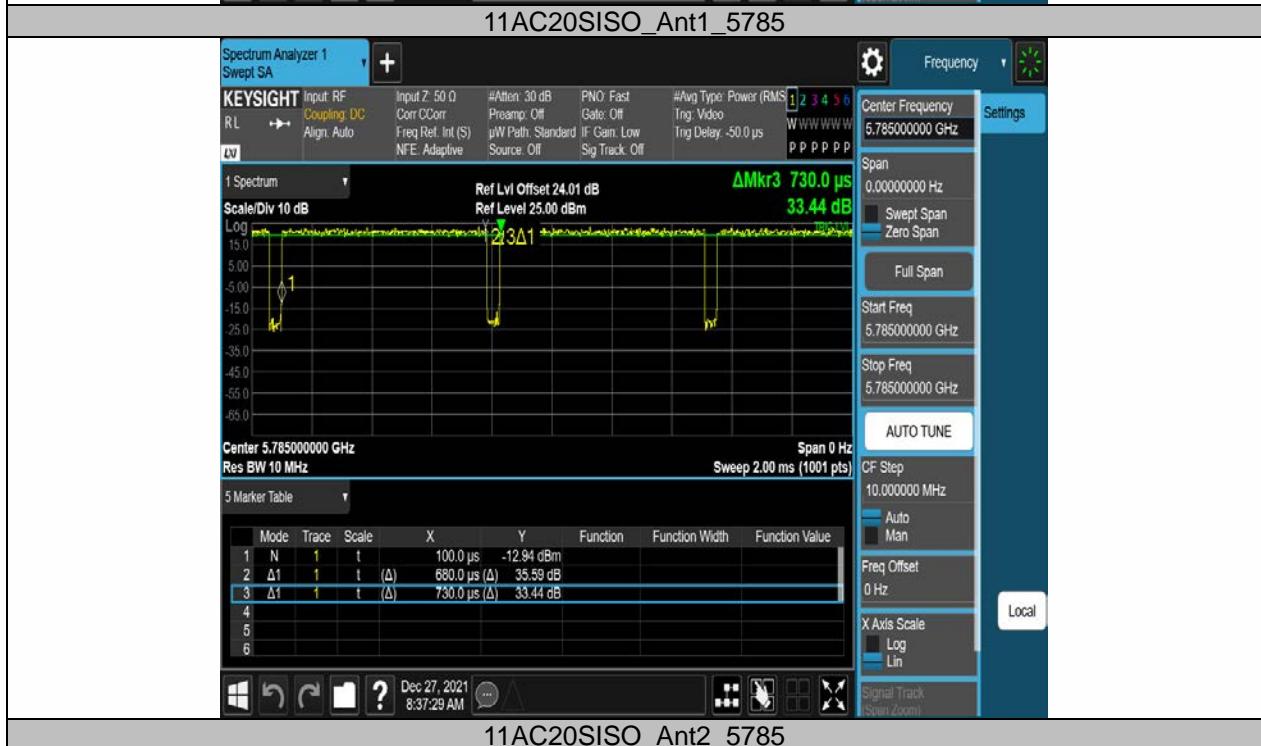 11AC20SISO_Ant1_5785
Spectrum Analyzer 1
Swept SA
+
Frequency
KEYSIGHT
RL
LXI
Input: RF
Coupling: DC
Align: Auto
Input Z: 50 Ω
Corr CCorr
Freq Ref: Int (S)
NFE: Adaptive
#Atten: 30 dB
Preamp: Off
µW Path: Standard
Source: Off
PNO: Fast
Gate: Off
IF Gain: Low
Sig Track: Off
#Avg Type: Power (RMS
Trig: Video
Trig Delay: -50.0 µs
1 2 3 4 5 6
W W W W W W
P P P P P P
1 Spectrum
Scale/Div 10 dB
Ref Lvl Offset 24.01 dB
Ref Level 25.00 dBm
ΔMkr3 730.0 µs
33.44 dB
Log
15.0
5.00
-5.00
-15.0
-25.0
-35.0
-45.0
-55.0
-65.0
1
3Δ1
Center 5.785000000 GHz
Res BW 10 MHz
Span 0 Hz
Sweep 2.00 ms (1001 pts)
5 Marker Table
Mode Trace Scale X Y Function Function Width Function Value
1 N 1 t 100.0 µs -12.94 dBm
2 Δ1 1 t (Δ) 680.0 µs (Δ) 35.59 dB
3 Δ1 1 t (Δ) 730.0 µs (Δ) 33.44 dB
4
5
6
Center Frequency
5.785000000 GHz
Settings
Span
0.00000000 Hz
Swept Span
Zero Span
Full Span
Start Freq
5.785000000 GHz
Stop Freq
5.785000000 GHz
AUTO TUNE
CF Step
10.000000 MHz
Auto
Man
Freq Offset
0 Hz
X Axis Scale
Log
Lin
Local
Signal Track
(Span Zoom)
?
Dec 27, 2021
8:37:29 AM
11AC20SISO_Ant2_5785